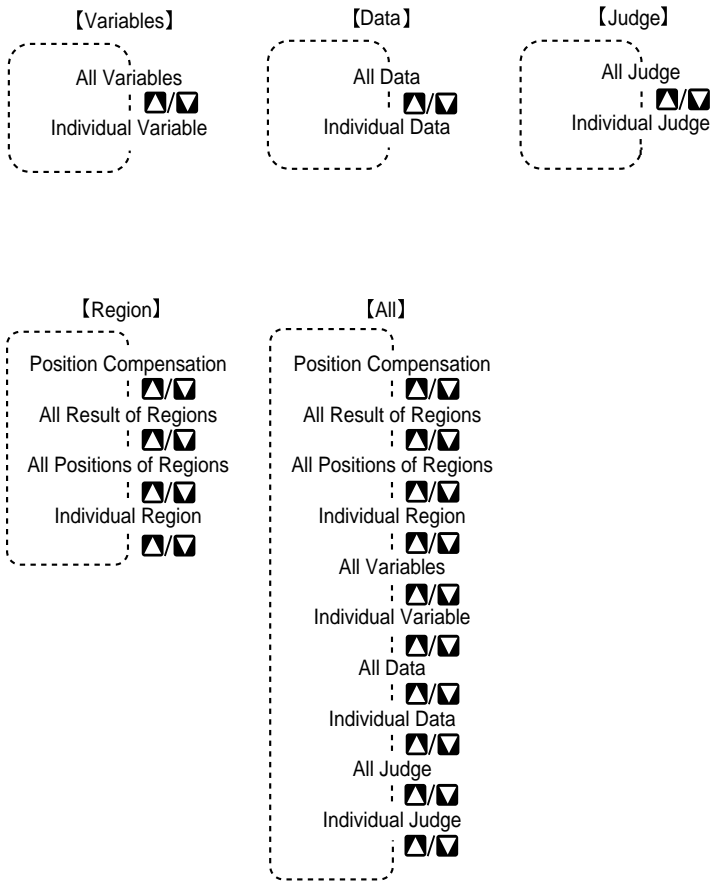 【Variables】
All Variables
▲/▼
Individual Variable
【Data】
All Data
▲/▼
Individual Data
【Judge】
All Judge
▲/▼
Individual Judge
【Region】
Position Compensation
▲/▼
All Result of Regions
▲/▼
All Positions of Regions
▲/▼
Individual Region
▲/▼
【All】
Position Compensation
▲/▼
All Result of Regions
▲/▼
All Positions of Regions
▲/▼
Individual Region
▲/▼
All Variables
▲/▼
Individual Variable
▲/▼
All Data
▲/▼
Individual Data
▲/▼
All Judge
▲/▼
Individual Judge
▲/▼